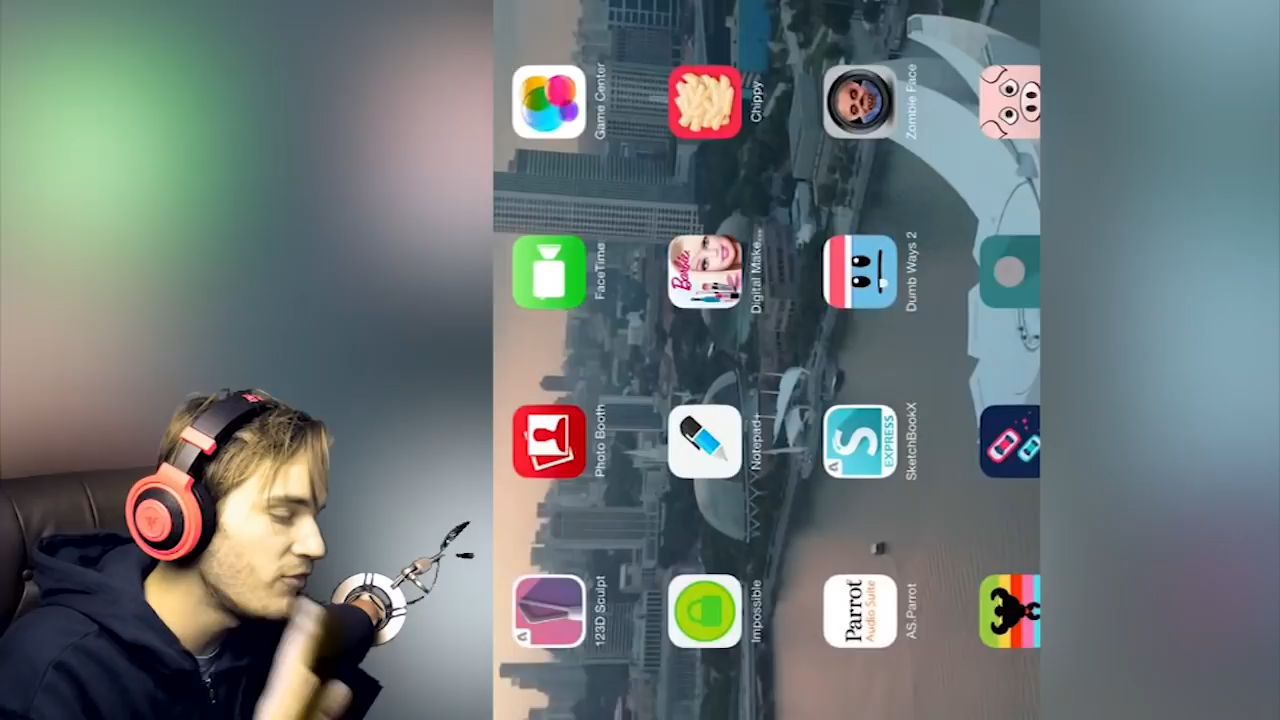 123D Sculpt
Photo Booth
FaceTime
Game Center
Impossible
Notepad+
Barbie
Digital Make...
Chippy
Parrot
Audio Suite
AS.Parrot
S
EXPRESS
SketchBookX
Dumb Ways 2
Zombie Face